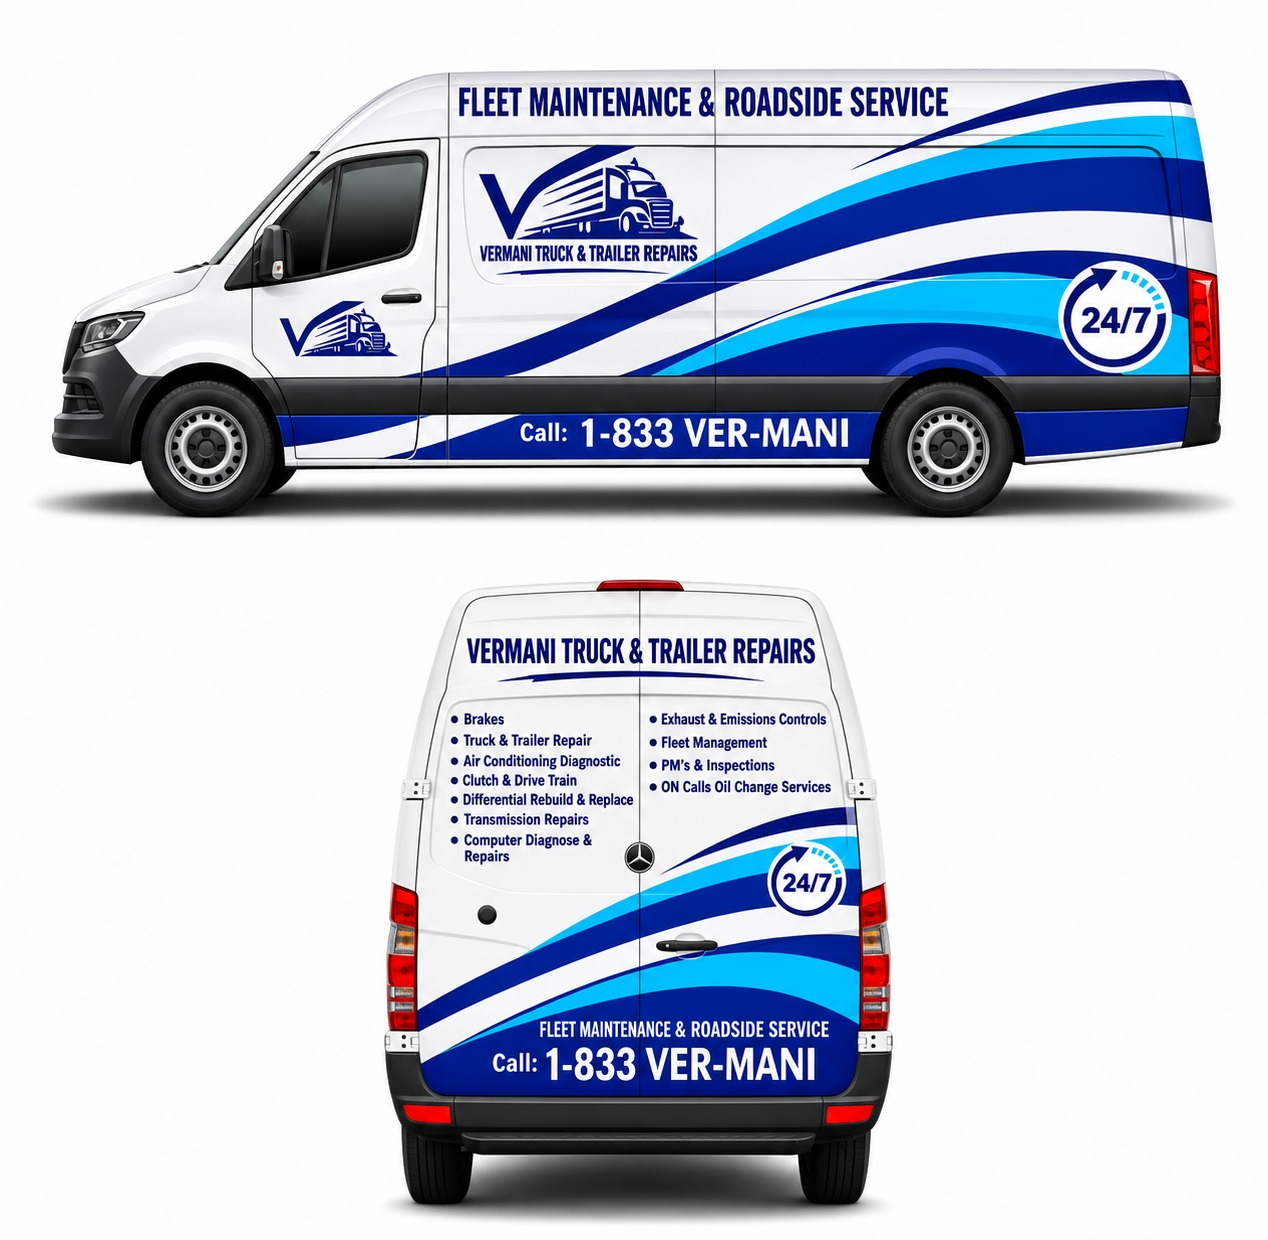 FLEET MAINTENANCE & ROADSIDE SERVICE
VERMANI TRUCK & TRAILER REPAIRS
24/7
Call: 1-833 VER-MANI
VERMANI TRUCK & TRAILER REPAIRS
• Brakes
• Truck & Trailer Repair
• Air Conditioning Diagnostic
• Clutch & Drive Train
• Differential Rebuild & Replace
• Transmission Repairs
• Computer Diagnose &
Repairs
• Exhaust & Emissions Controls
• Fleet Management
• PM's & Inspections
• ON Calls Oil Change Services
24/7
FLEET MAINTENANCE & ROADSIDE SERVICE
Call: 1-833 VER-MANI